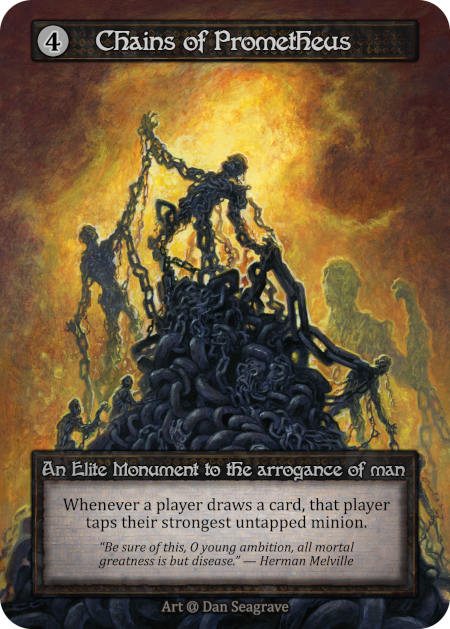 4
Chains of Prometheus
An Elite Monument to the arrogance of man
Whenever a player draws a card, that player
taps their strongest untapped minion.
“Be sure of this, O young ambition, all mortal
greatness is but disease.” — Herman Melville
Art @ Dan Seagrave